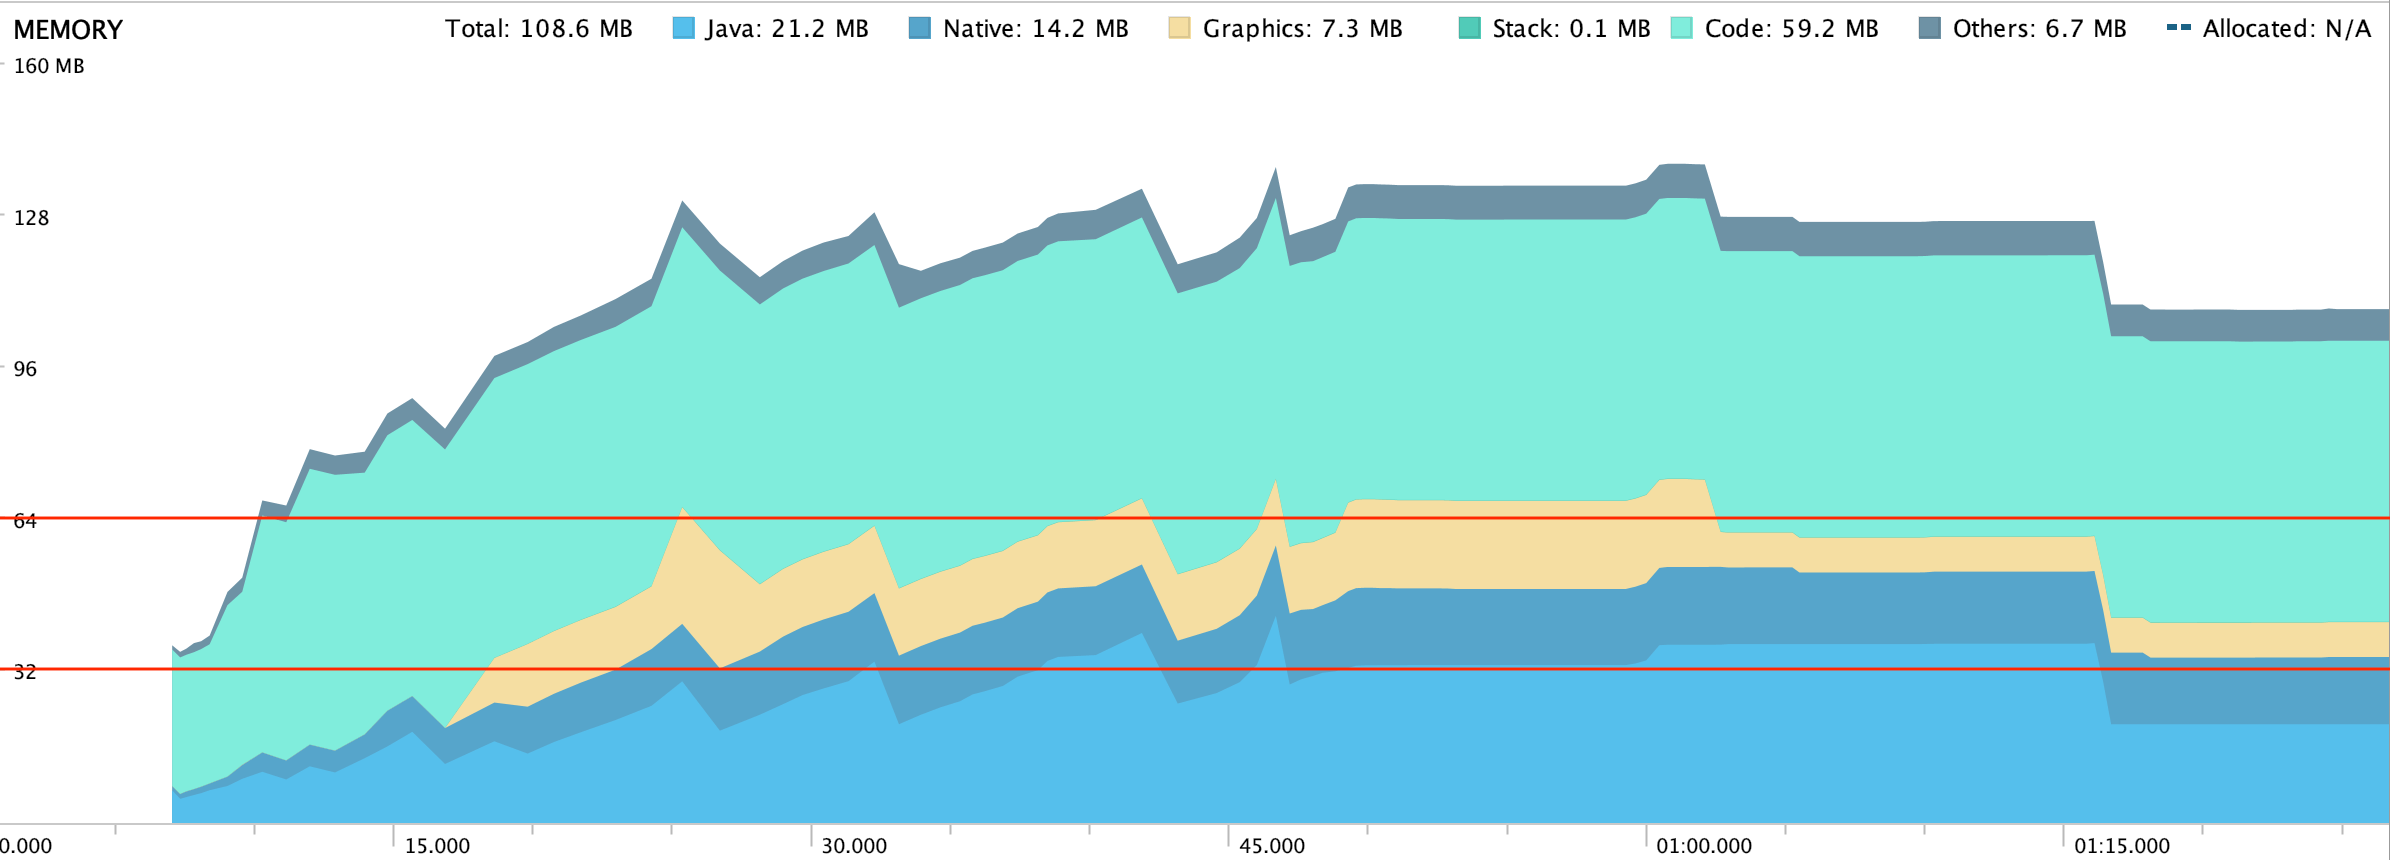 MEMORY Total: 108.6 MB Java: 21.2 MB Native: 14.2 MB Graphics: 7.3 MB Stack: 0.1 MB Code: 59.2 MB Others: 6.7 MB Allocated: N/A
160 MB
128
96
64
32
0.000 15.000 30.000 45.000 01:00.000 01:15.000